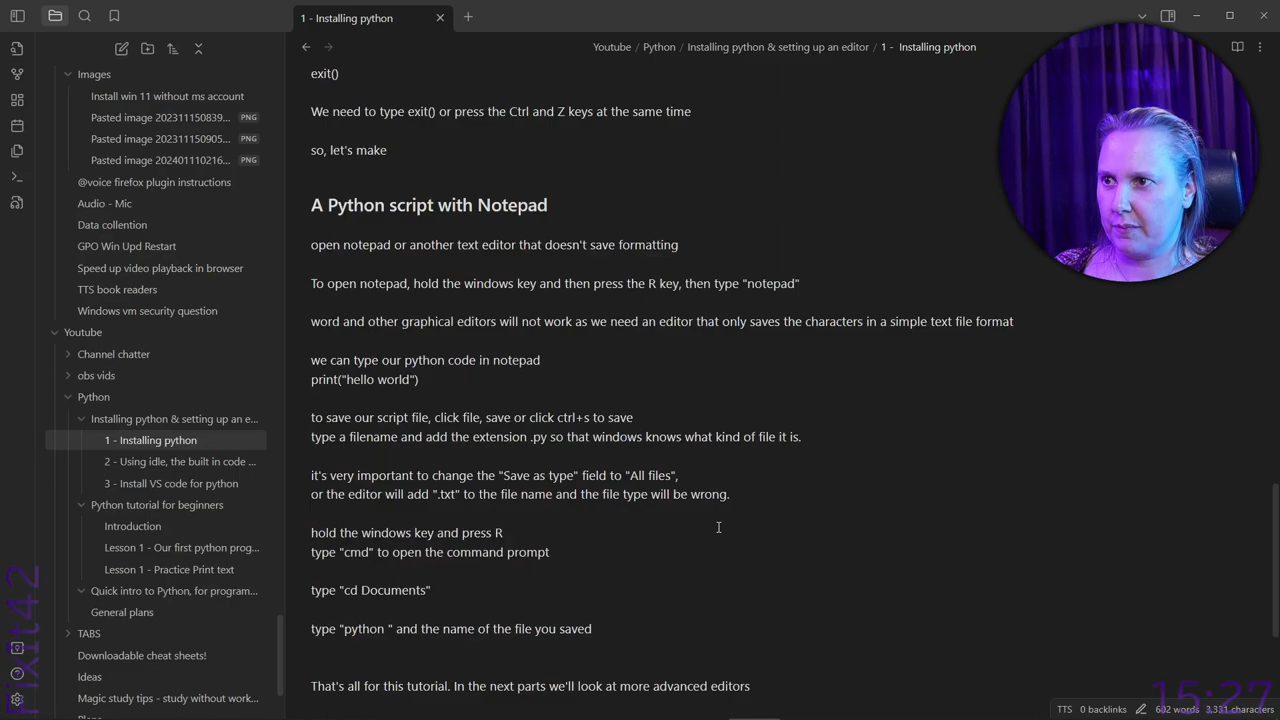 1 - Installing python
Youtube / Python / Installing python & setting up an editor / 1 - Installing python
Images
Install win 11 without ms account
Pasted image 202311150839... PNG
Pasted image 202311150905... PNG
Pasted image 202401110216... PNG
@voice firefox plugin instructions
Audio - Mic
Data collention
GPO Win Upd Restart
Speed up video playback in browser
TTS book readers
Windows vm security question
Youtube
Channel chatter
obs vids
Python
Installing python & setting up an e...
1 - Installing python
2 - Using idle, the built in code ...
3 - Install VS code for python
Python tutorial for beginners
Introduction
Lesson 1 - Our first python prog...
Lesson 1 - Practice Print text
Quick intro to Python, for program...
General plans
TABS
Downloadable cheat sheets!
Ideas
Magic study tips - study without work...
exit()
We need to type exit() or press the Ctrl and Z keys at the same time
so, let's make
A Python script with Notepad
open notepad or another text editor that doesn't save formatting
To open notepad, hold the windows key and then press the R key, then type "notepad"
word and other graphical editors will not work as we need an editor that only saves the characters in a simple text file format
we can type our python code in notepad
print("hello world")
to save our script file, click file, save or click ctrl+s to save
type a filename and add the extension .py so that windows knows what kind of file it is.
it's very important to change the "Save as type" field to "All files",
or the editor will add ".txt" to the file name and the file type will be wrong.
hold the windows key and press R
type "cmd" to open the command prompt
type "cd Documents"
type "python " and the name of the file you saved
That's all for this tutorial. In the next parts we'll look at more advanced editors
TTS 0 backlinks 602 words 3,331 characters
15:27
Fixit42